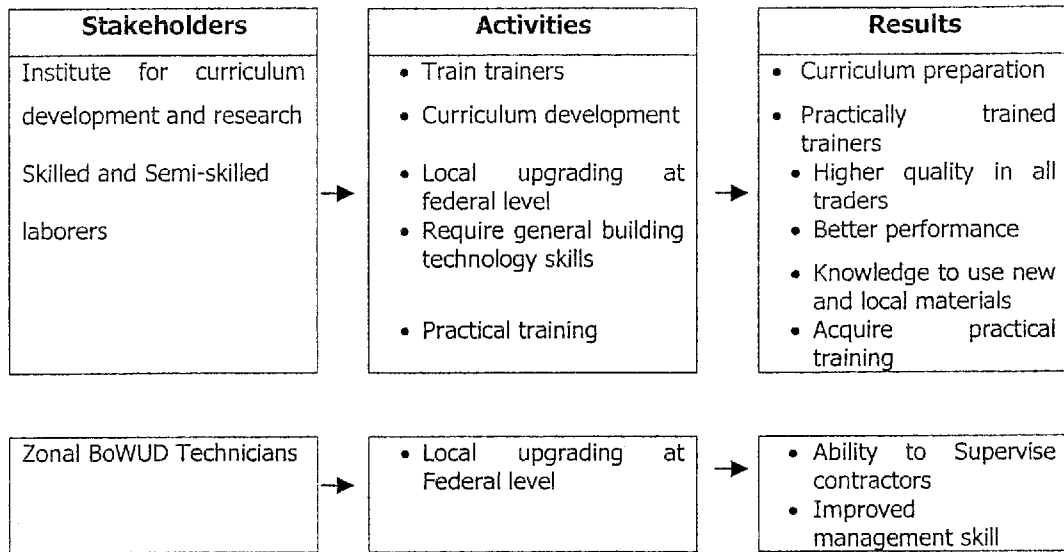 Stakeholders
Institute for curriculum
development and research
Skilled and Semi-skilled
laborers
Activities
• Train trainers
• Curriculum development
• Local upgrading at
federal level
• Require general building
technology skills
• Practical training
Results
• Curriculum preparation
• Practically trained
trainers
• Higher quality in all
traders
• Better performance
• Knowledge to use new
and local materials
• Acquire practical
training
Zonal BoWUD Technicians
• Local upgrading at
Federal level
• Ability to Supervise
contractors
• Improved
management skill